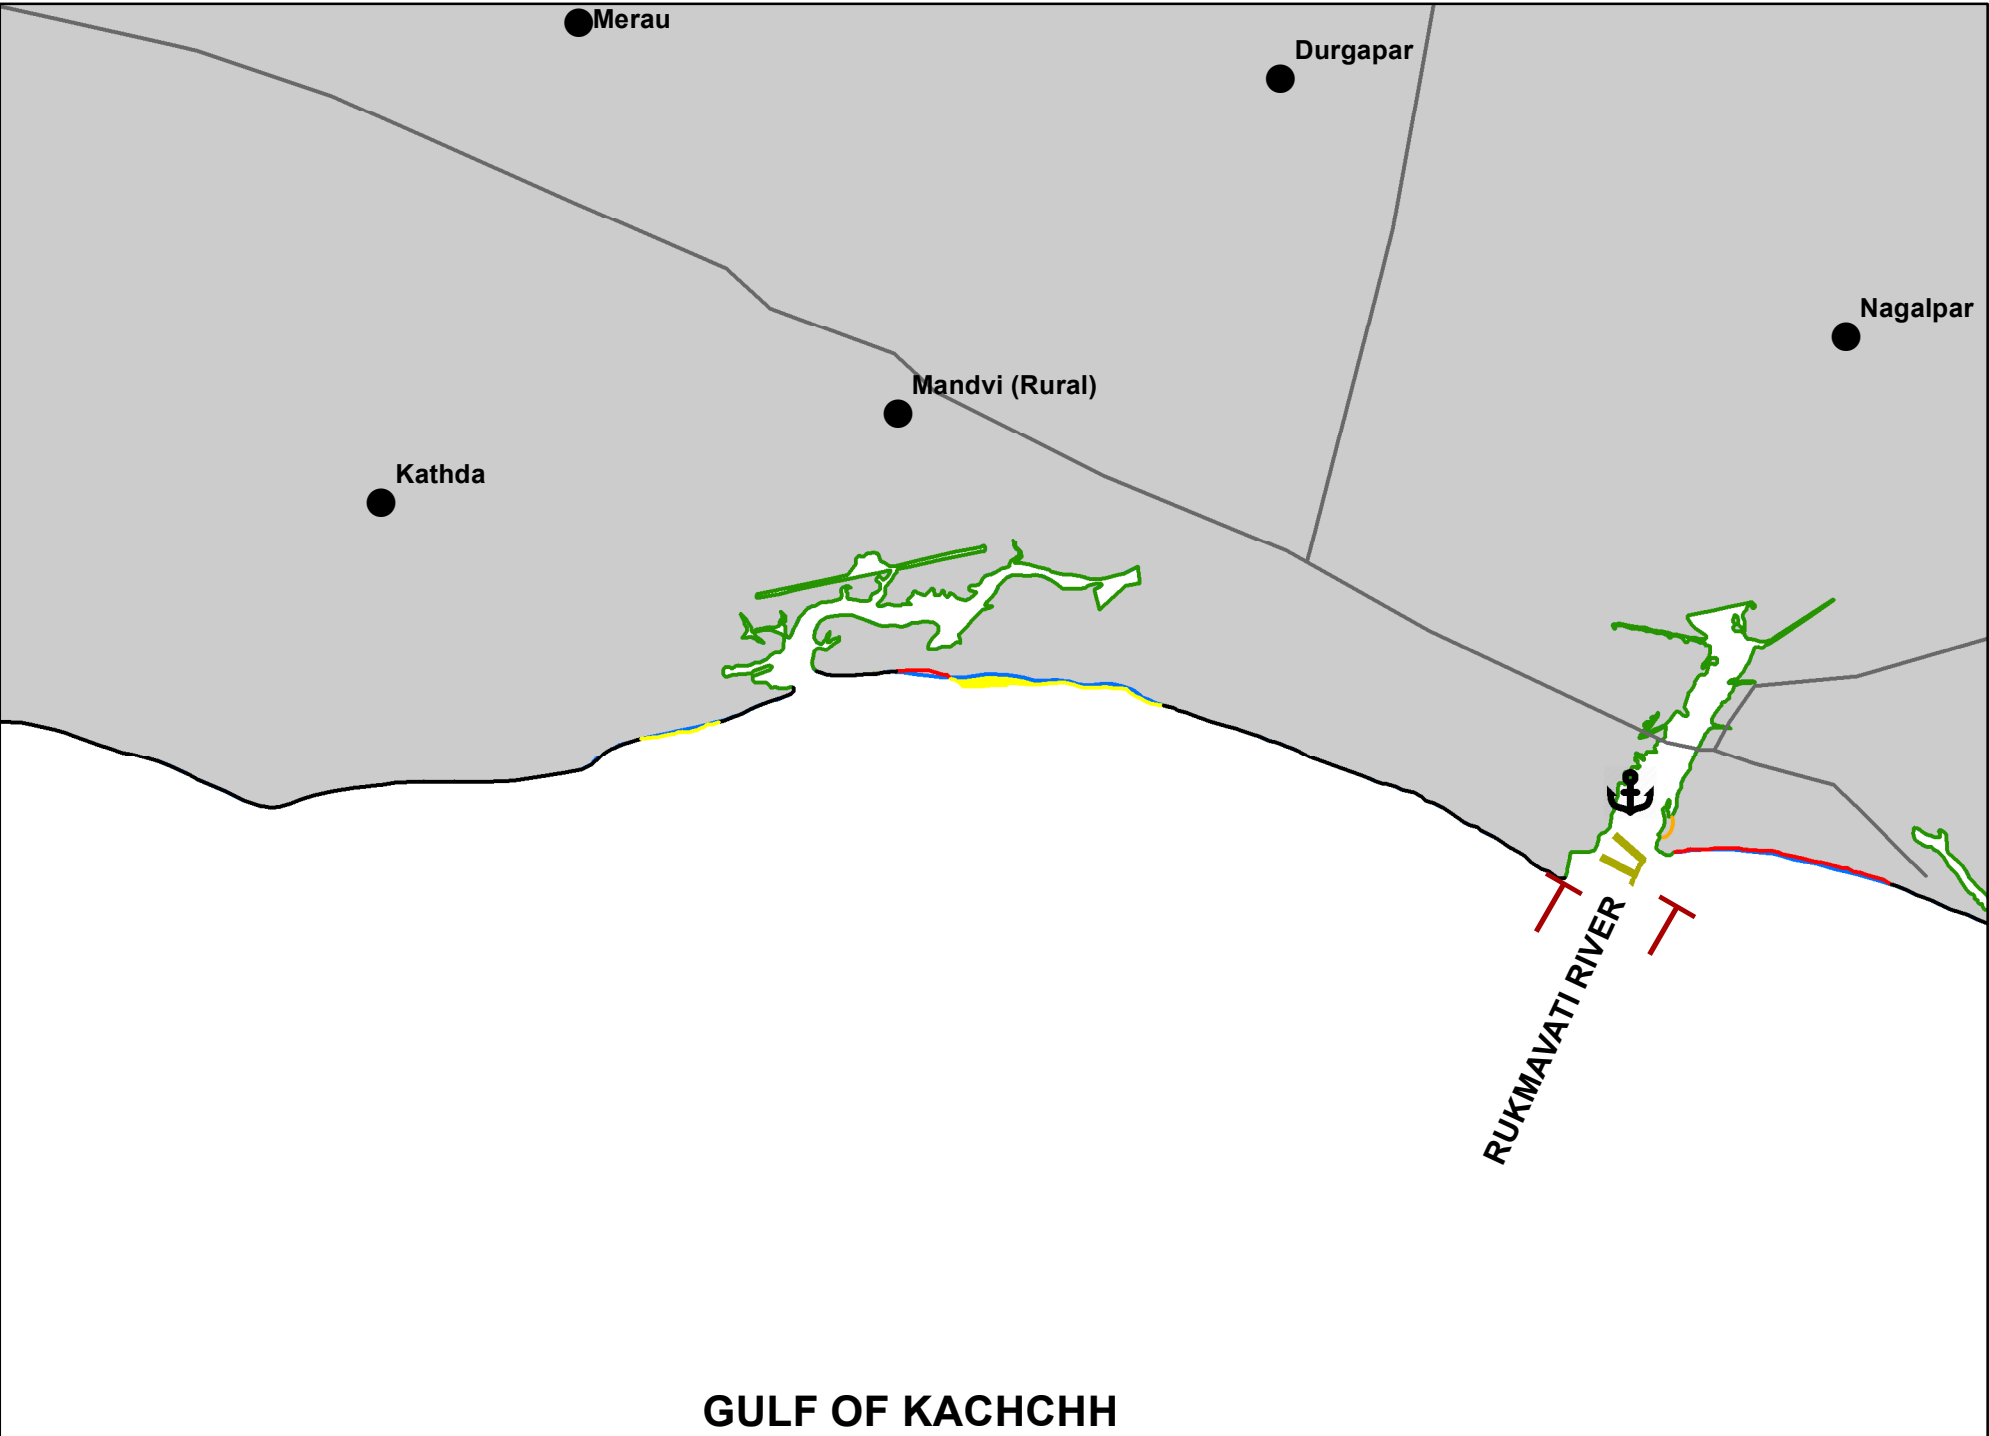 Merau
Durgapar
Nagalpar
Mandvi (Rural)
Kathda
RUKMAVATI RIVER
GULF OF KACHCHH